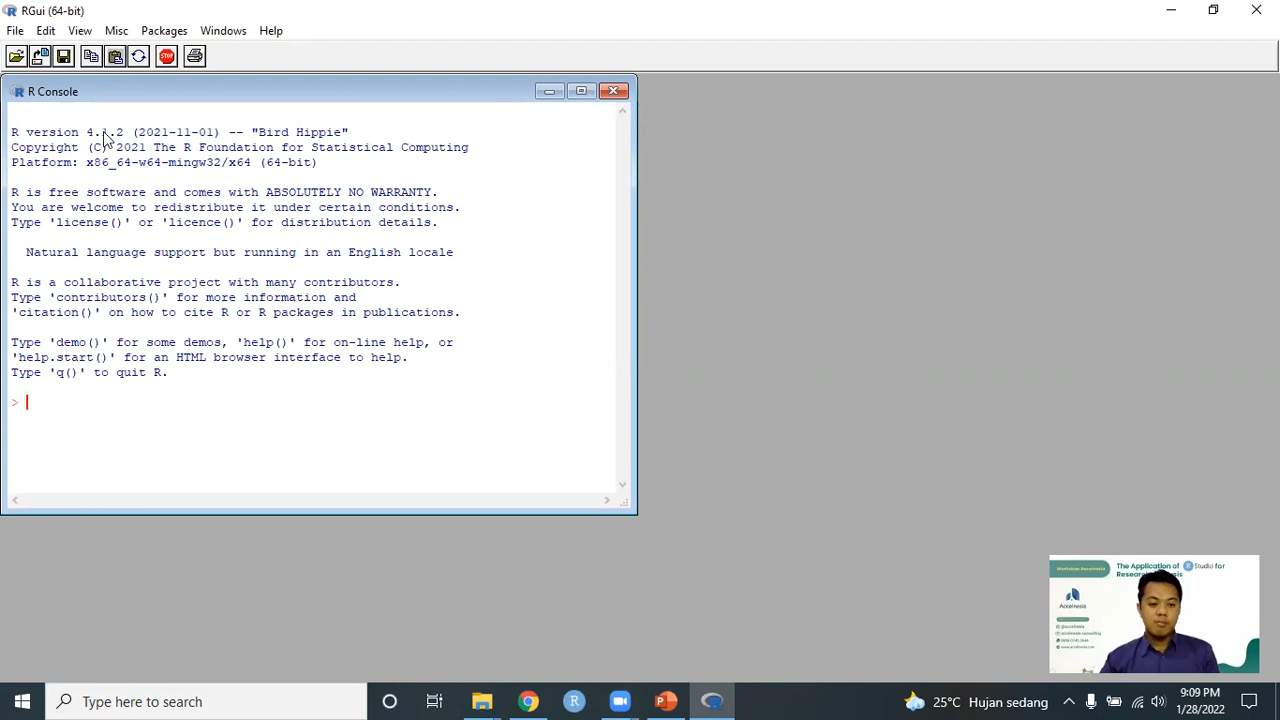 RGui (64-bit)
File Edit View Misc Packages Windows Help
STOP
R Console
R version 4.1.2 (2021-11-01) -- "Bird Hippie"
Copyright (C) 2021 The R Foundation for Statistical Computing
Platform: x86_64-w64-mingw32/x64 (64-bit)
R is free software and comes with ABSOLUTELY NO WARRANTY.
You are welcome to redistribute it under certain conditions.
Type 'license()' or 'licence()' for distribution details.
Natural language support but running in an English locale
R is a collaborative project with many contributors.
Type 'contributors()' for more information and
'citation()' on how to cite R or R packages in publications.
Type 'demo()' for some demos, 'help()' for on-line help, or
'help.start()' for an HTML browser interface to help.
Type 'q()' to quit R.
>
Workshop Accelnesia
The Application of R Studio for
Accelnesia
Type here to search
25°C Hujan sedang
9:09 PM
1/28/2022